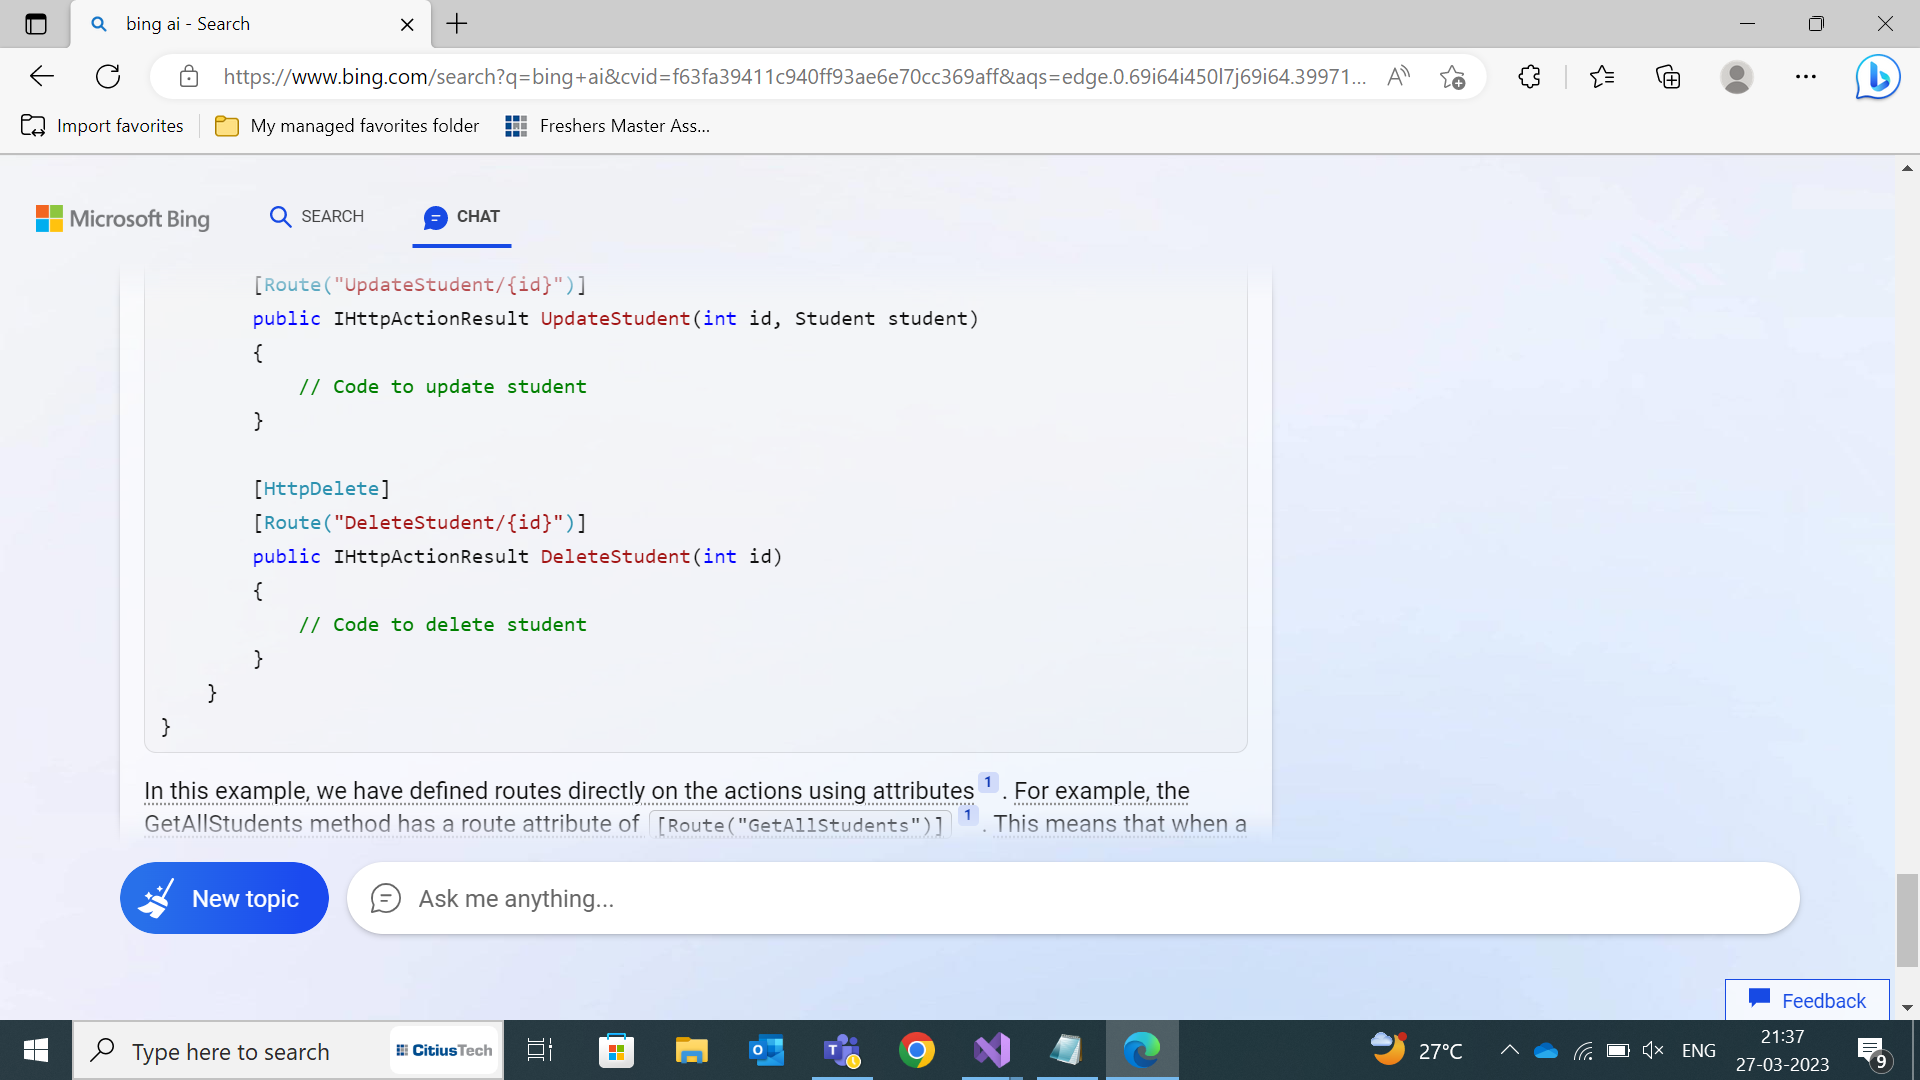 bing ai - Search
https://www.bing.com/search?q=bing+ai&cvid=f63fa39411c940ff93ae6e70cc369aff&aqs=edge.0.69i64i450l7j69i64.39971...
Import favorites
My managed favorites folder
Freshers Master Ass...
Microsoft Bing
SEARCH
CHAT
[Route("UpdateStudent/{id}")]
public IHttpActionResult UpdateStudent(int id, Student student)
{
// Code to update student
}
[HttpDelete]
[Route("DeleteStudent/{id}")]
public IHttpActionResult DeleteStudent(int id)
{
// Code to delete student
}
}
}
In this example, we have defined routes directly on the actions using attributes 1 . For example, the
GetAllStudents method has a route attribute of [Route("GetAllStudents")] 1 . This means that when a
New topic
Ask me anything...
Feedback
Type here to search
CitiusTech
27°C
ENG
21:37
27-03-2023
9